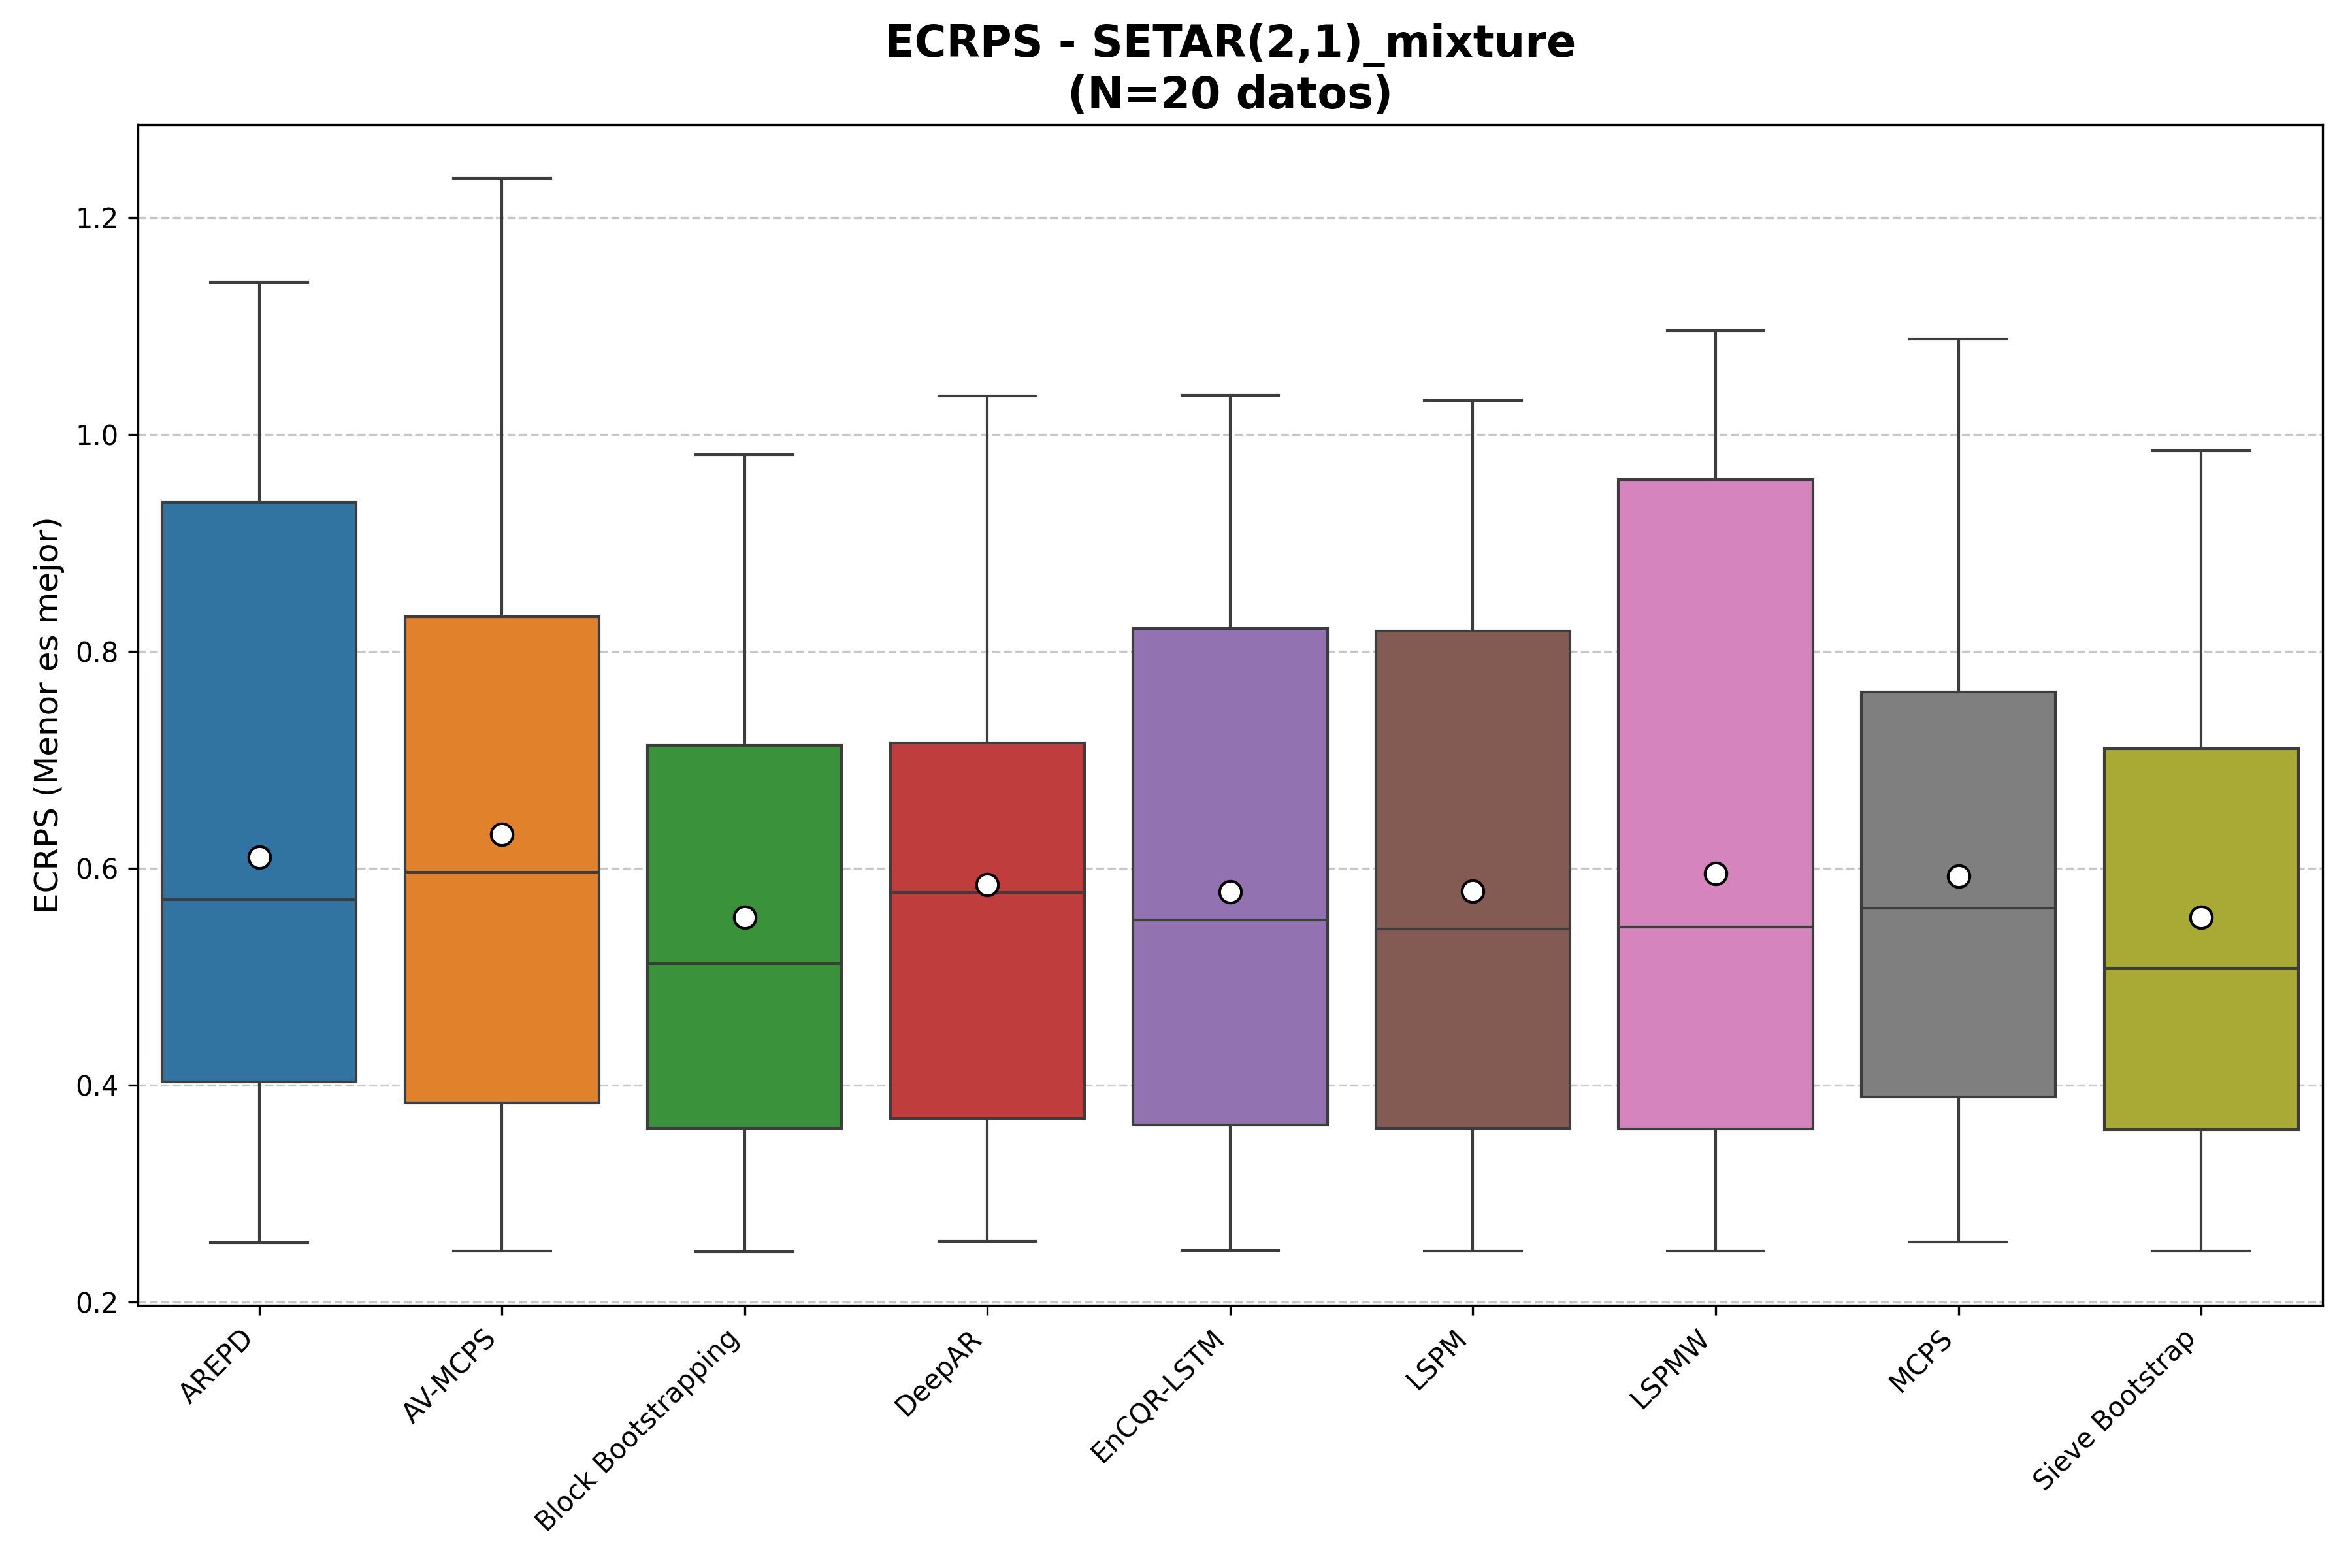 ECRPS - SETAR(2,1)_mixture
(N=20 datos)
ECRPS (Menor es mejor)
1.2
1.0
0.8
0.6
0.4
0.2
AREPD
AV-MCPS
Block Bootstrapping
DeepAR
EnCQR-LSTM
LSPM
LSPMW
MCPS
Sieve Bootstrap